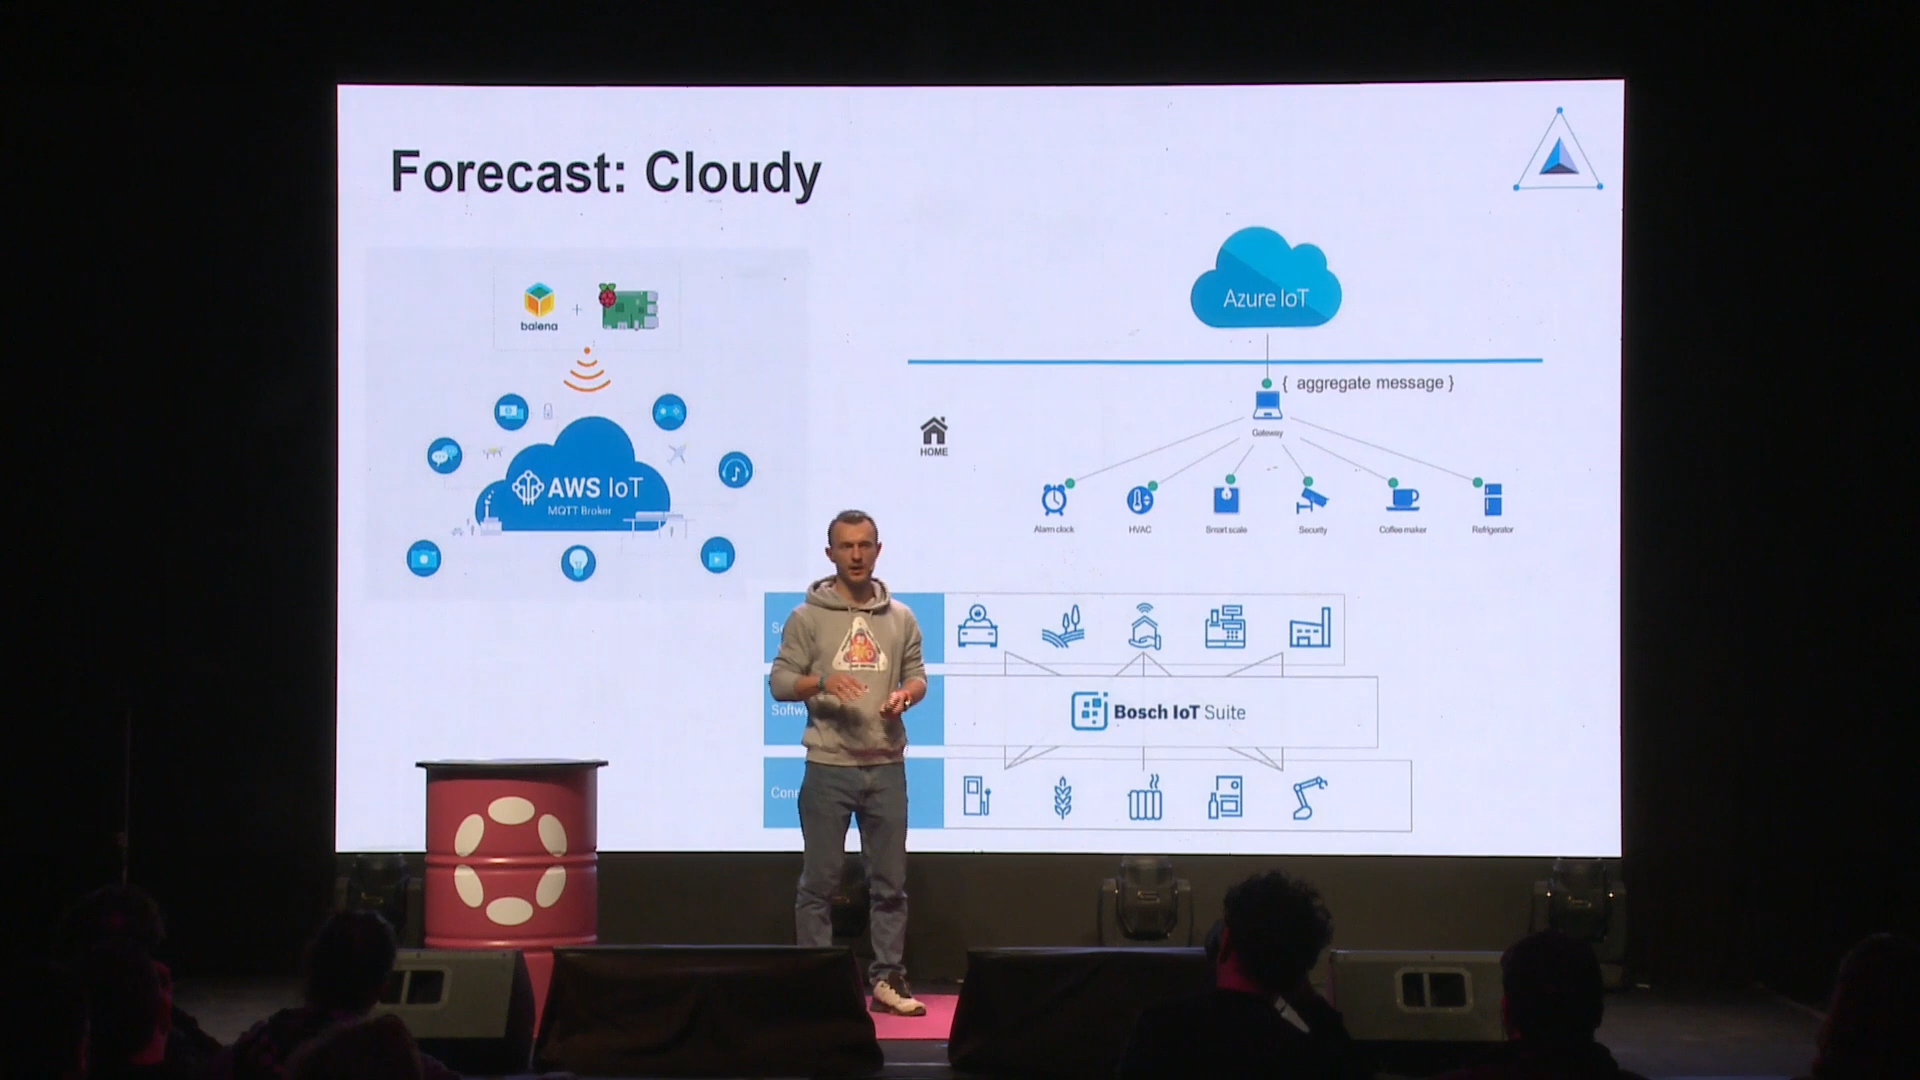 Forecast: Cloudy
balena
+
AWS IoT
MQTT Broker
Azure IoT
{ aggregate message }
Gateway
HOME
Alarm clock
HVAC
Smart scale
Security
Coffee maker
Refrigerator
Bosch IoT Suite